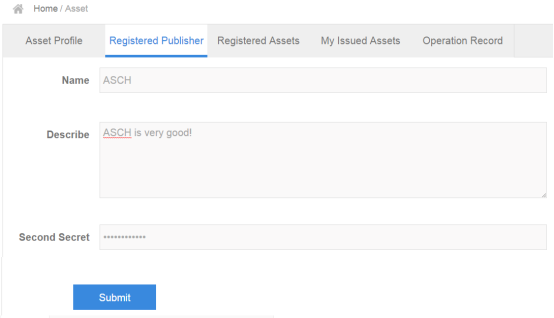 Home / Asset
Asset Profile Registered Publisher Registered Assets My Issued Assets Operation Record
Name ASCH
Describe ASCH is very good!
Second Secret ••••••••••••
Submit